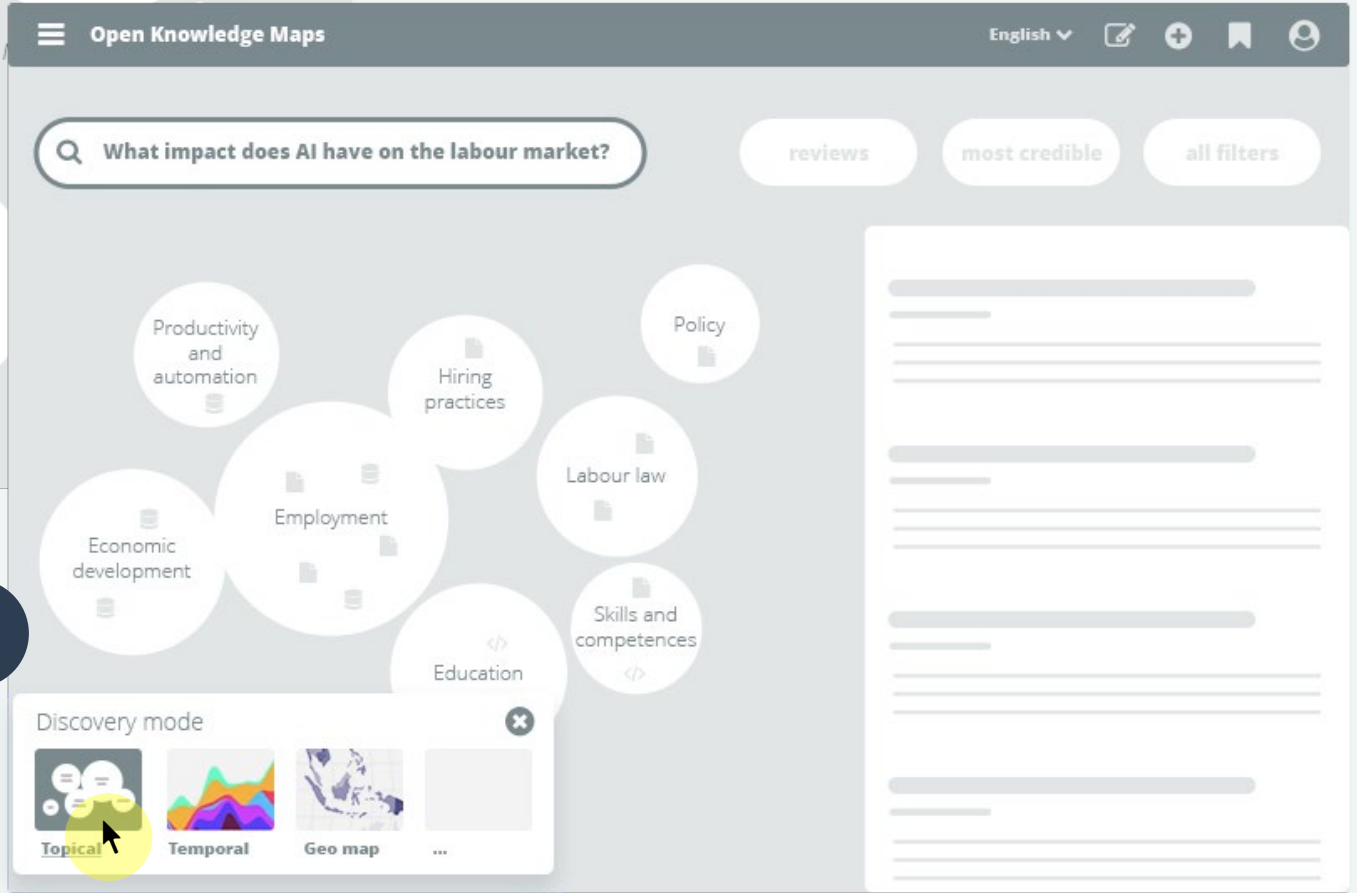 Open Knowledge Maps
English
What impact does AI have on the labour market?
reviews
most credible
all filters
Productivity
and
automation
Hiring
practices
Policy
Labour law
Employment
Economic
development
Skills and
competences
Education
Discovery mode
Topical
Temporal
Geo map
...